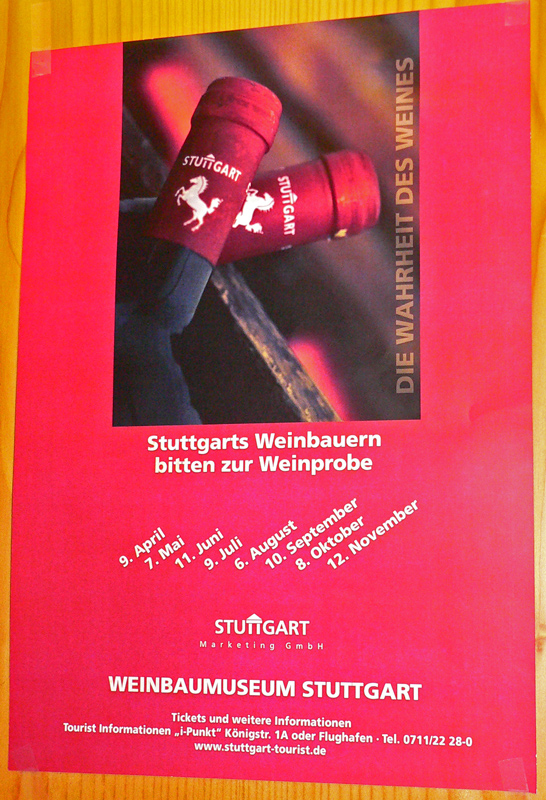 STUTTGART
STUTTGART
DIE WAHRHEIT DES WEINES
Stuttgarts Weinbauern
bitten zur Weinprobe
9. April
7. Mai
11. Juni
9. Juli
6. August
10. September
8. Oktober
12. November
STUTTGART
Marketing GmbH
WEINBAUMUSEUM STUTTGART
Tickets und weitere Informationen
Tourist Informationen „i-Punkt" Königstr. 1A oder Flughafen · Tel. 0711/22 28-0
www.stuttgart-tourist.de